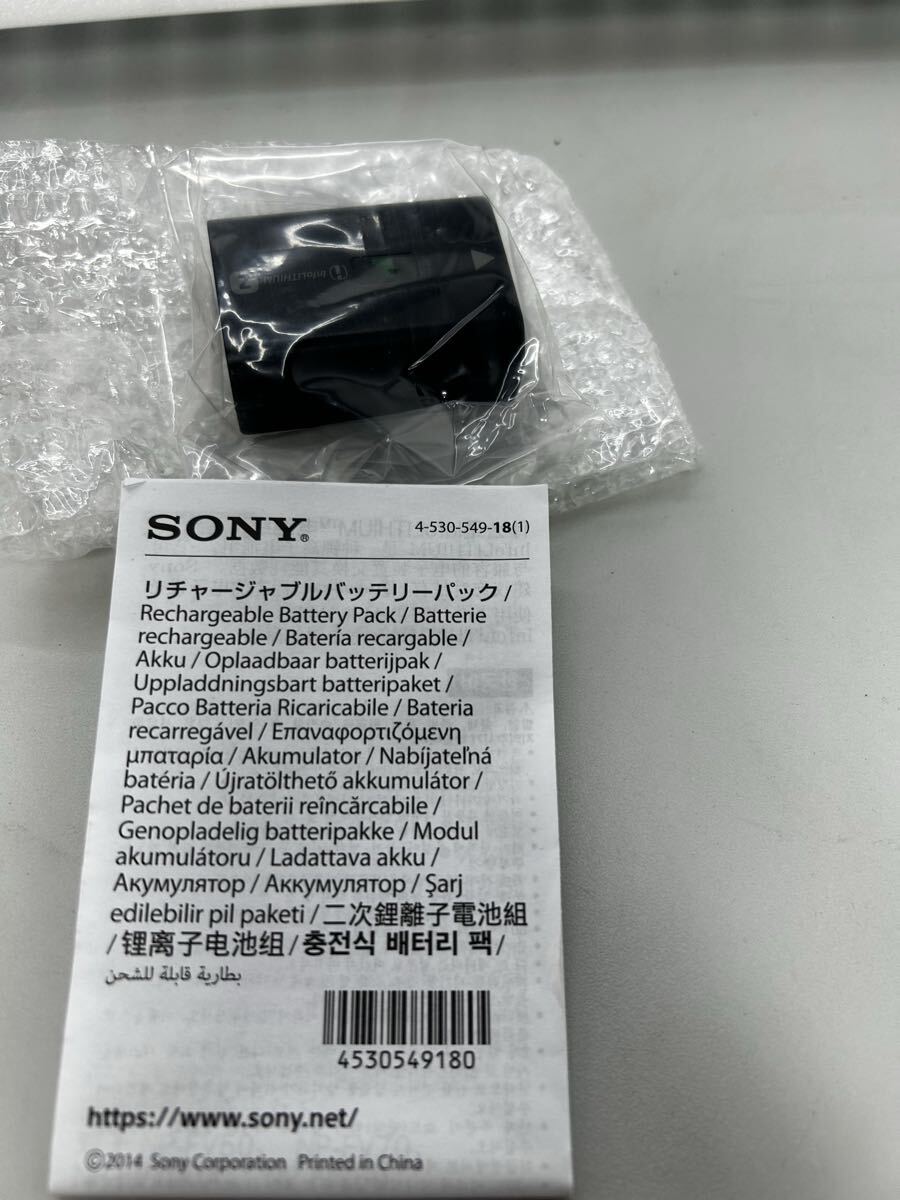 InfoLITHIUM
SONY®
4-530-549-18(1)
リチャージャブルバッテリーパック /
Rechargeable Battery Pack / Batterie
rechargeable / Batería recargable /
Akku / Oplaadbaar batterijpak /
Uppladdningsbart batteripaket /
Pacco Batteria Ricaricabile / Bateria
recarregável / Επαναφορτιζόμενη
μπαταρία / Akumulator / Nabíjateľná
batéria / Újratölthető akkumulátor /
Pachet de baterii reîncărcabile /
Genopladelig batteripakke / Modul
akumulátoru / Ladattava akku /
Акумулятор / Аккумулятор / Şarj
edilebilir pil paketi / 二次鋰離子電池組
/ 锂离子电池组 / 충전식 배터리 팩 /
بطارية قابلة للشحن
4530549180
https://www.sony.net/
©2014 Sony Corporation Printed in China